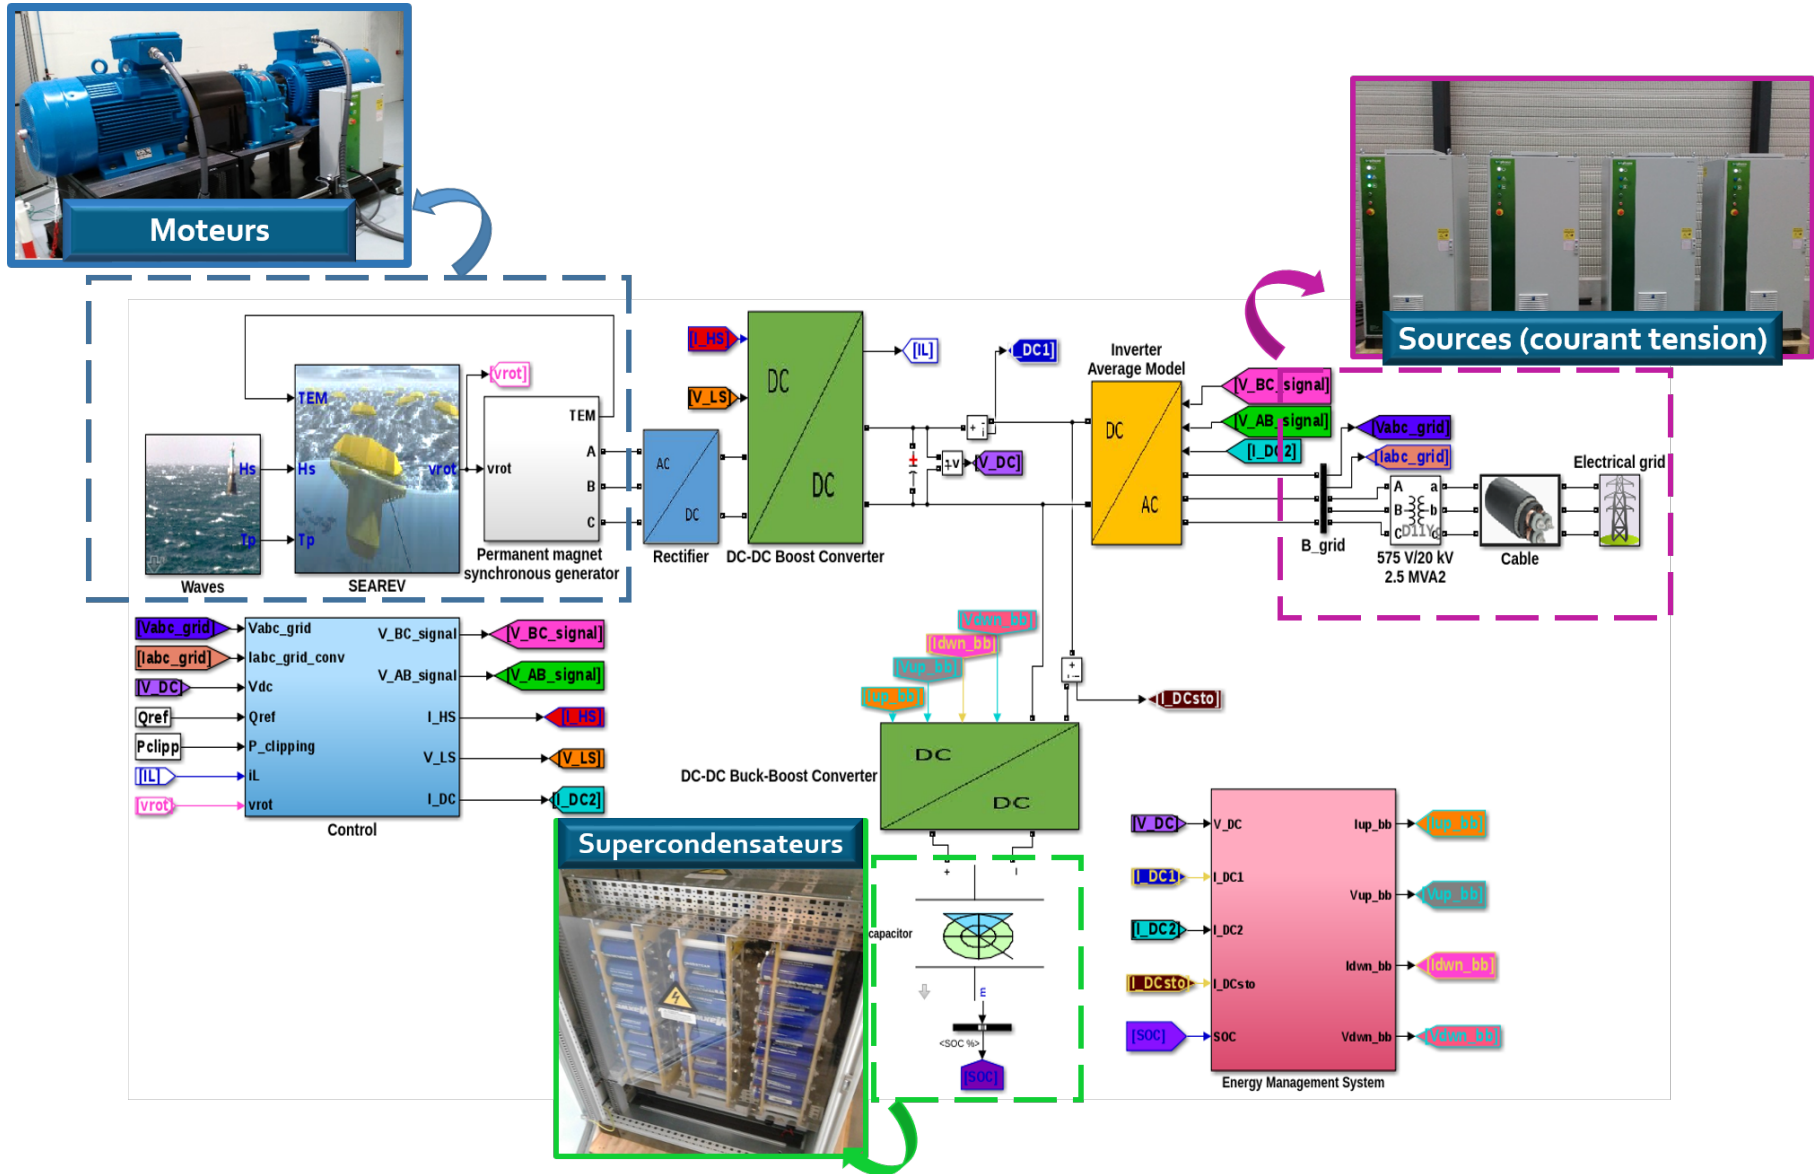 Moteurs
Sources (courant tension)
[I_HS]
[V_LS]
DC
DC
[IL]
_DC1]
Inverter
Average Model
DC
AC
[V_BC_signal]
[V_AB_signal]
[I_DC2]
[Vabc_grid]
[Iabc_grid]
Electrical grid
[vrot]
TEM
Hs
Tp
TEM
Hs
Tp
vrot
vrot
TEM
A
B
C
AC
DC
+ -
i
+v
-
[V_DC]
A
B
C
a
b
c
D11Y
B_grid
575 V/20 kV
2.5 MVA2
Cable
Waves
SEAREV
Permanent magnet
synchronous generator
Rectifier
DC-DC Boost Converter
[Vabc_grid]
[Iabc_grid]
[V_DC]
Qref
Pclipp
[IL]
[vrot]
Vabc_grid
Iabc_grid_conv
Vdc
Qref
P_clipping
iL
vrot
V_BC_signal
V_AB_signal
I_HS
V_LS
I_DC
[V_BC_signal]
[V_AB_signal]
[I_HS]
[V_LS]
[I_DC2]
Control
[Vdwn_bb]
[Idwn_bb]
[Vup_bb]
[Iup_bb]
+
i -
[I_DCsto]
DC
DC
DC-DC Buck-Boost Converter
Supercondensateurs
+
-
capacitor
m
<SOC %>
[SOC]
[V_DC]
[I_DC1]
[I_DC2]
[I_DCsto]
[SOC]
V_DC
I_DC1
I_DC2
I_DCsto
SOC
Iup_bb
Vup_bb
Idwn_bb
Vdwn_bb
[Iup_bb]
[Vup_bb]
[Idwn_bb]
[Vdwn_bb]
Energy Management System